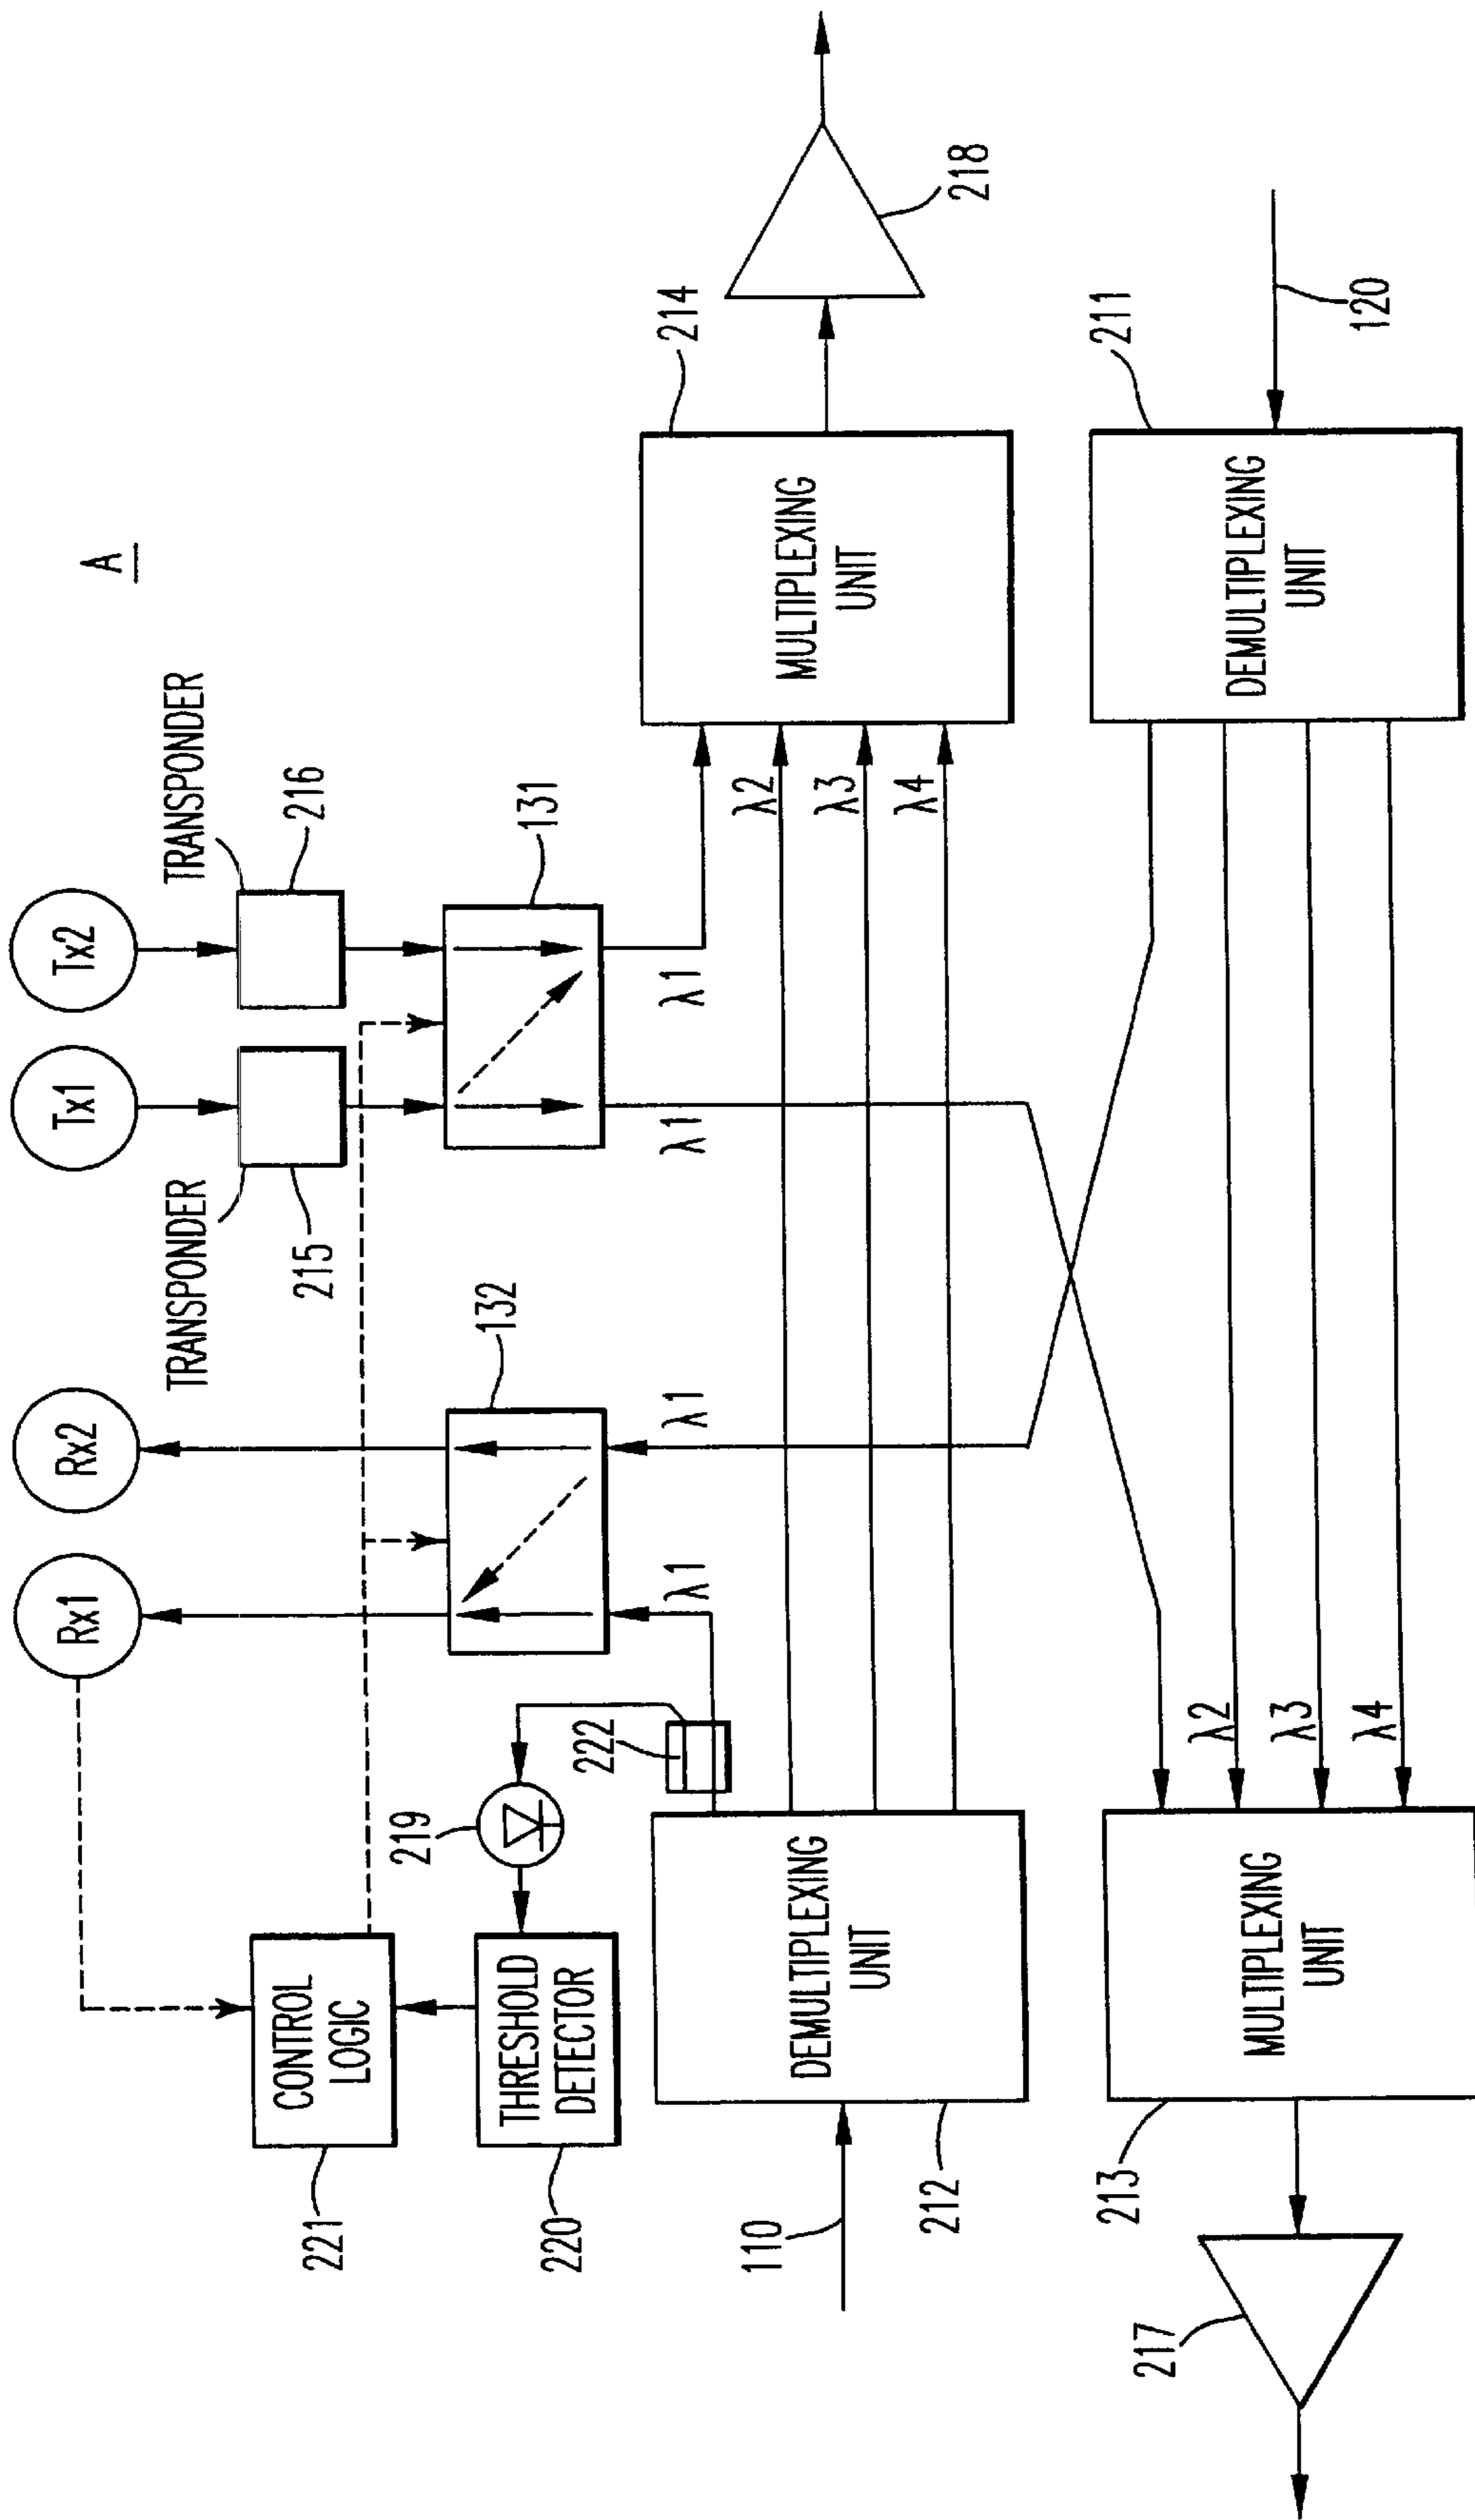 A
Rx1
Rx2
Tx1
Tx2
TRANSPONDER
TRANSPONDER
215
216
221
CONTROL
LOGIC
219
132
131
220
THRESHOLD
DETECTOR
222
λ1
λ1
λ1
λ1
214
218
110
212
DEMULTIPLEXING
UNIT
λ2
λ3
λ4
MULTIPLEXING
UNIT
211
120
217
213
MULTIPLEXING
UNIT
λ2
λ3
λ4
DEMULTIPLEXING
UNIT